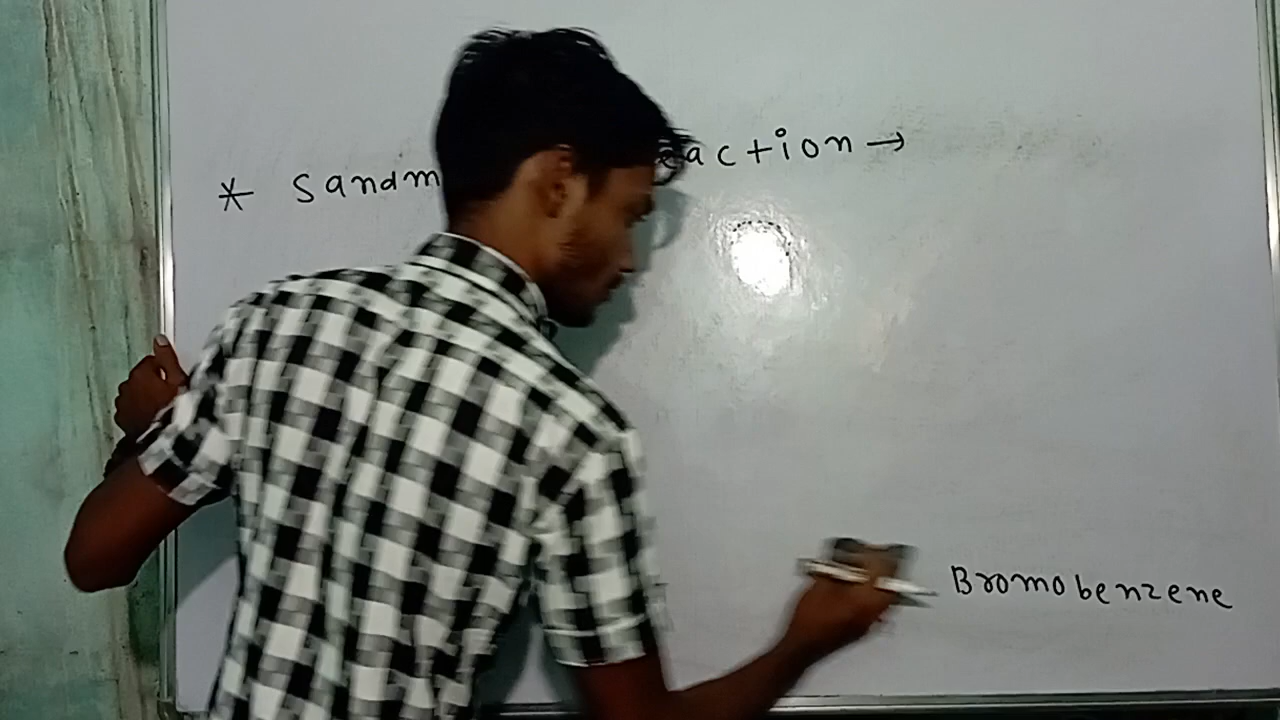 * Sandm eaction →
Bromobenzene